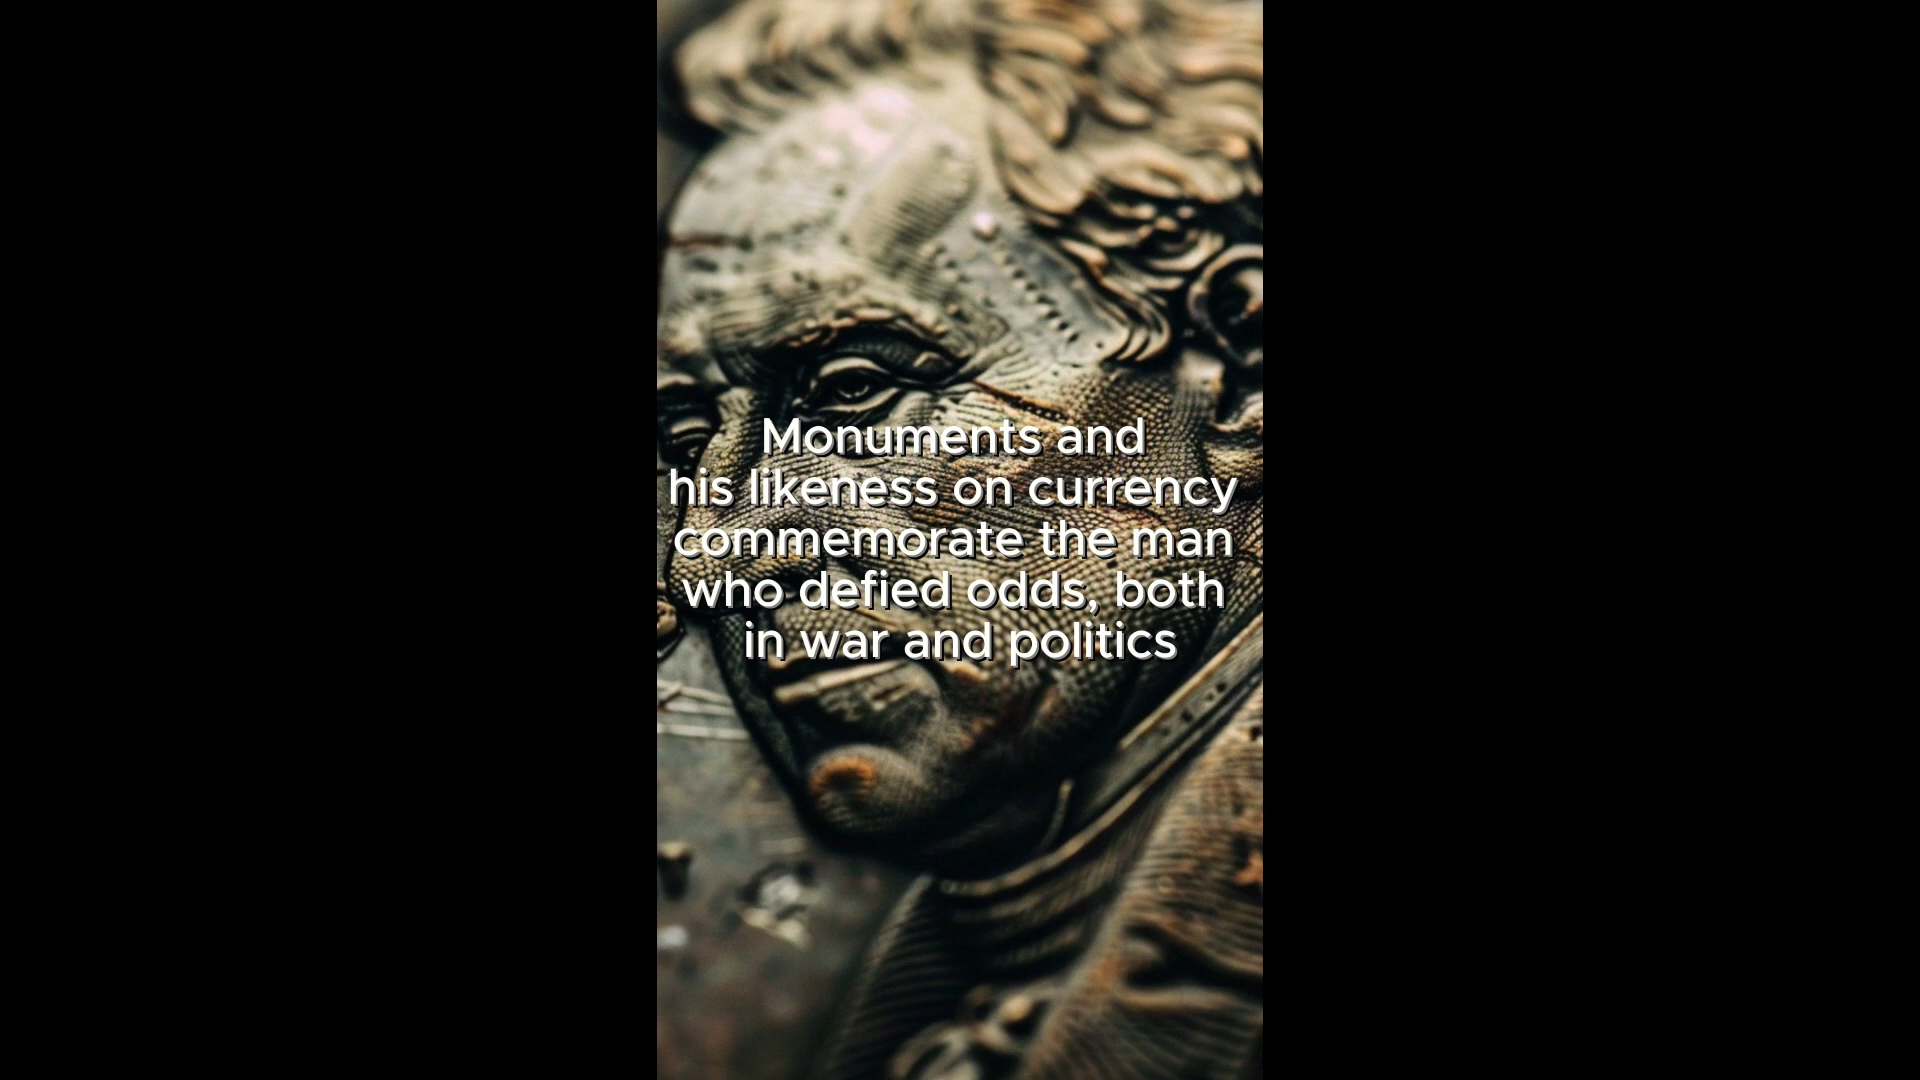 Monuments and
his likeness on currency
commemorate the man
who defied odds, both
in war and politics